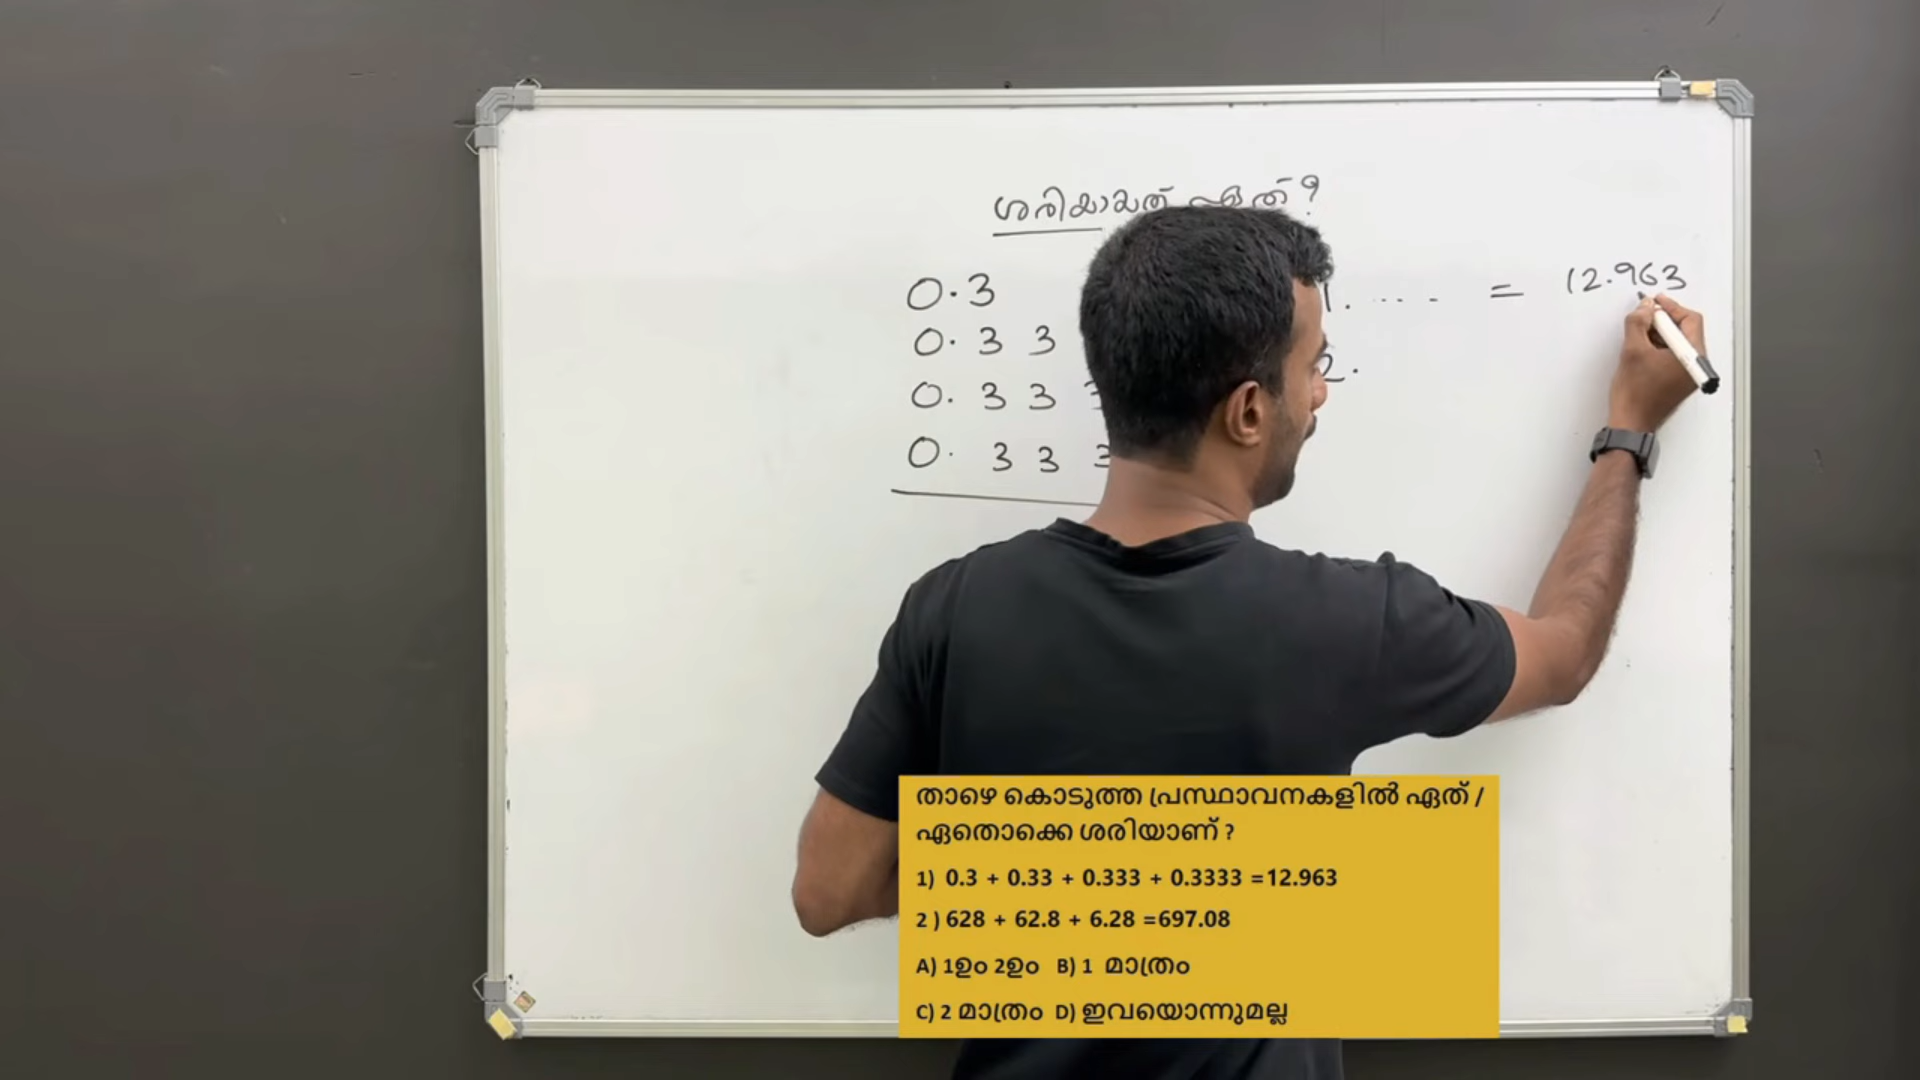 ശരിയായത് ഏത് ?
0.3
0.33
0.33
0.33
1. .... = 12.963
2.
താഴെ കൊടുത്ത പ്രസ്ഥാവനകളിൽ ഏത് /
ഏതൊക്കെ ശരിയാണ് ?
1) 0.3 + 0.33 + 0.333 + 0.3333 =12.963
2 ) 628 + 62.8 + 6.28 =697.08
A) 1ഉം 2ഉം B) 1 മാത്രം
C) 2 മാത്രം D) ഇവയൊന്നുമല്ല